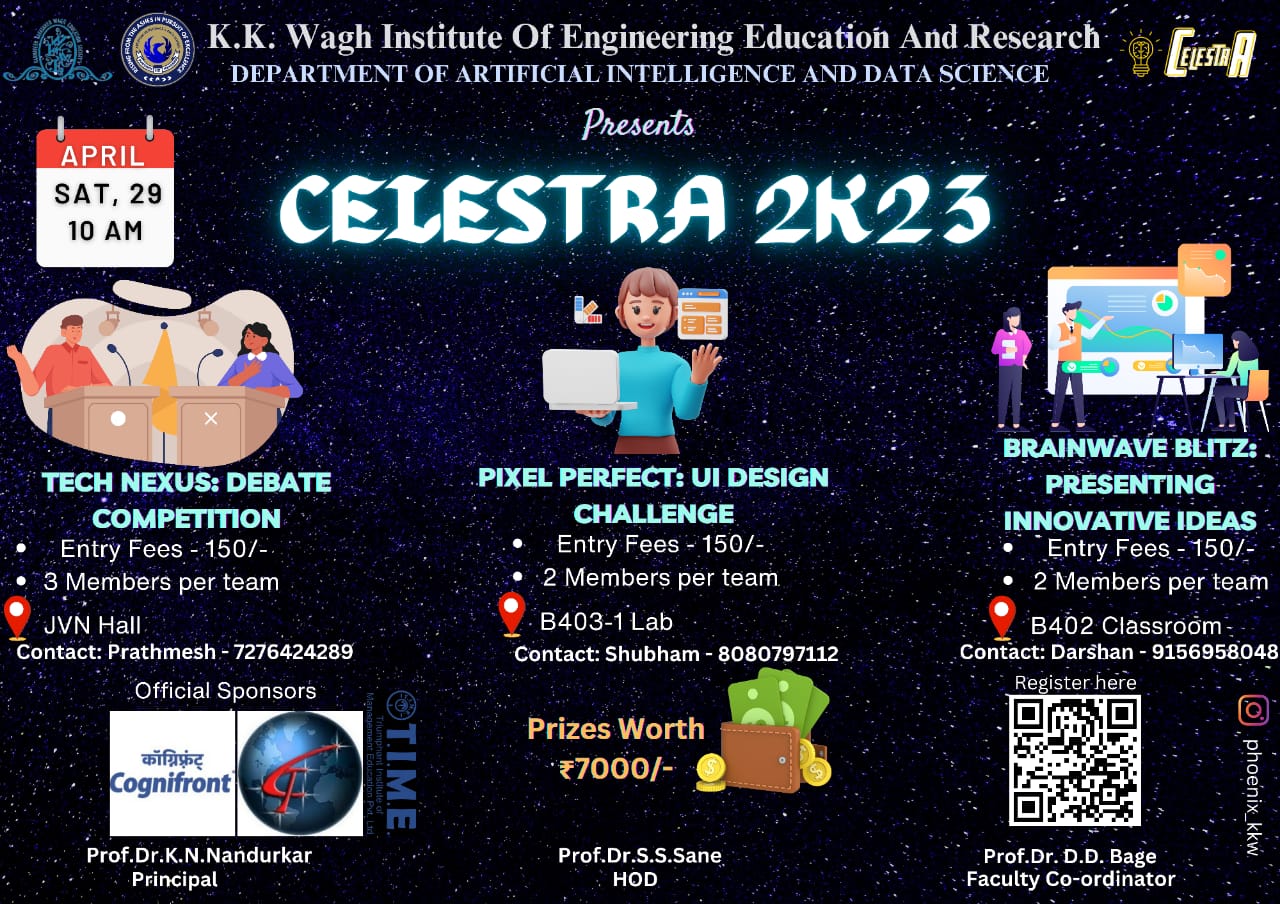 K.K. Wagh Institute Of Engineering Education And Research
DEPARTMENT OF ARTIFICIAL INTELLIGENCE AND DATA SCIENCE
CELESTRA
Presents
APRIL
SAT, 29
10 AM
CELESTRA 2K23
TECH NEXUS: DEBATE
COMPETITION
• Entry Fees - 150/-
• 3 Members per team
JVN Hall
Contact: Prathmesh - 7276424289
PIXEL PERFECT: UI DESIGN
CHALLENGE
• Entry Fees - 150/-
• 2 Members per team
B403-1 Lab
Contact: Shubham - 8080797112
BRAINWAVE BLITZ:
PRESENTING
INNOVATIVE IDEAS
• Entry Fees - 150/-
• 2 Members per team
B402 Classroom
Contact: Darshan - 9156958048
Official Sponsors
Cognifront
T.I.M.E.
Triumphant Institute of
Management Education Pvt. Ltd.
Prizes Worth
₹7000/-
Register here
phoenix_kkw
Prof.Dr.K.N.Nandurkar
Principal
Prof.Dr.S.S.Sane
HOD
Prof.Dr. D.D. Bage
Faculty Co-ordinator